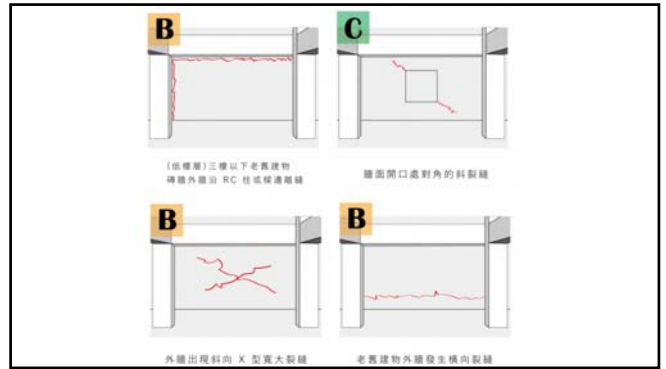 B
(低樓層)三樓以下老舊建物
磚牆外牆沿 RC 柱或樑邊離縫
C
牆面開口處對角的斜裂縫
B
外牆出現斜向 X 型寬大裂縫
B
老舊建物外牆發生橫向裂縫